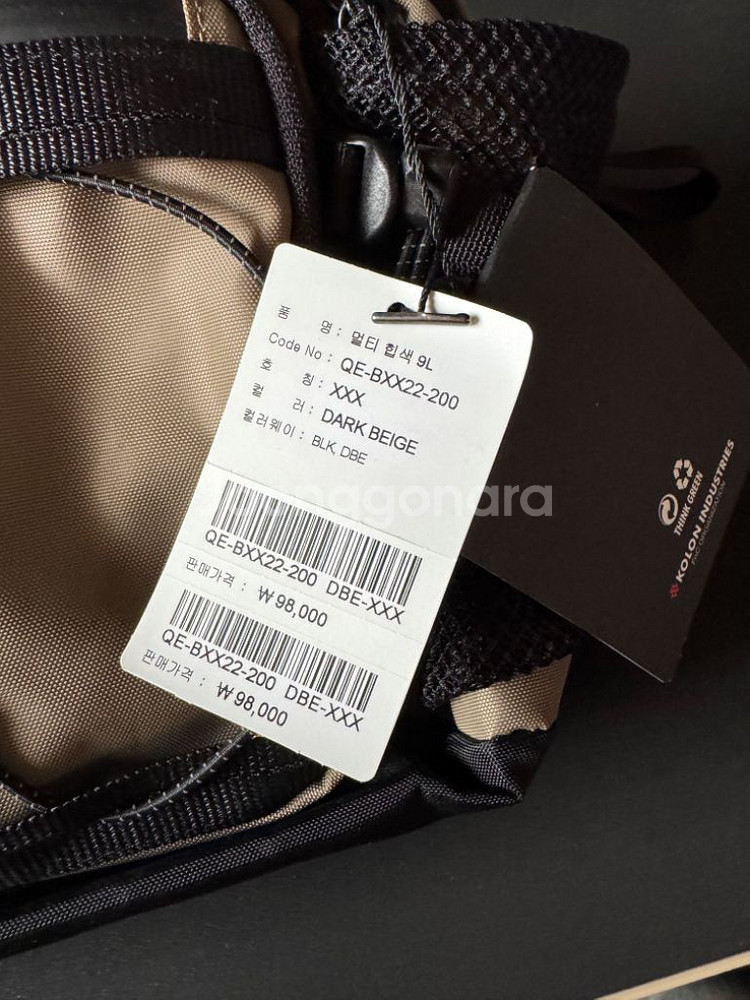 품 명 : 멀티 힙색 9L
Code No : QE-BXX22-200
호 칭 : XXX
컬 러 : DARK BEIGE
컬러웨이 : BLK, DBE
QE-BXX22-200 DBE-XXX
판매가격 : ₩98,000
QE-BXX22-200 DBE-XXX
판매가격 : ₩98,000
THINK GREEN
KOLON INDUSTRIES